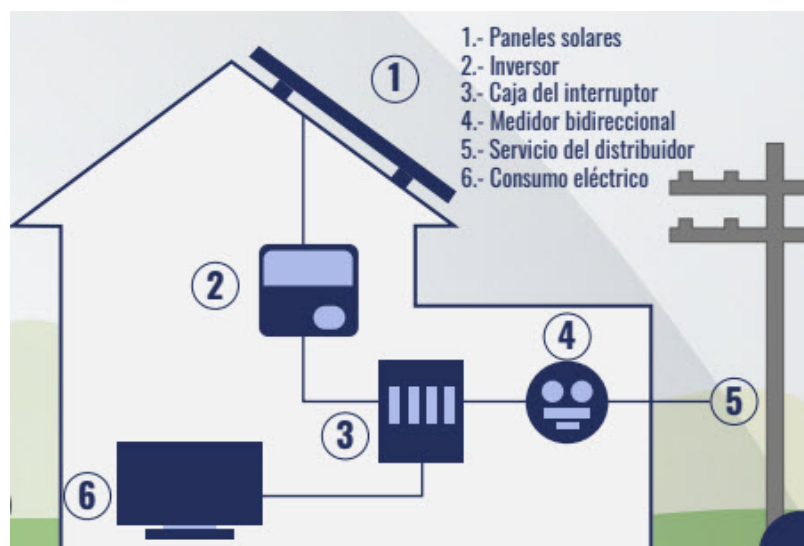 1.- Paneles solares
2.- Inversor
3.- Caja del interruptor
4.- Medidor bidireccional
5.- Servicio del distribuidor
6.- Consumo eléctrico
1
2
4
3
5
6